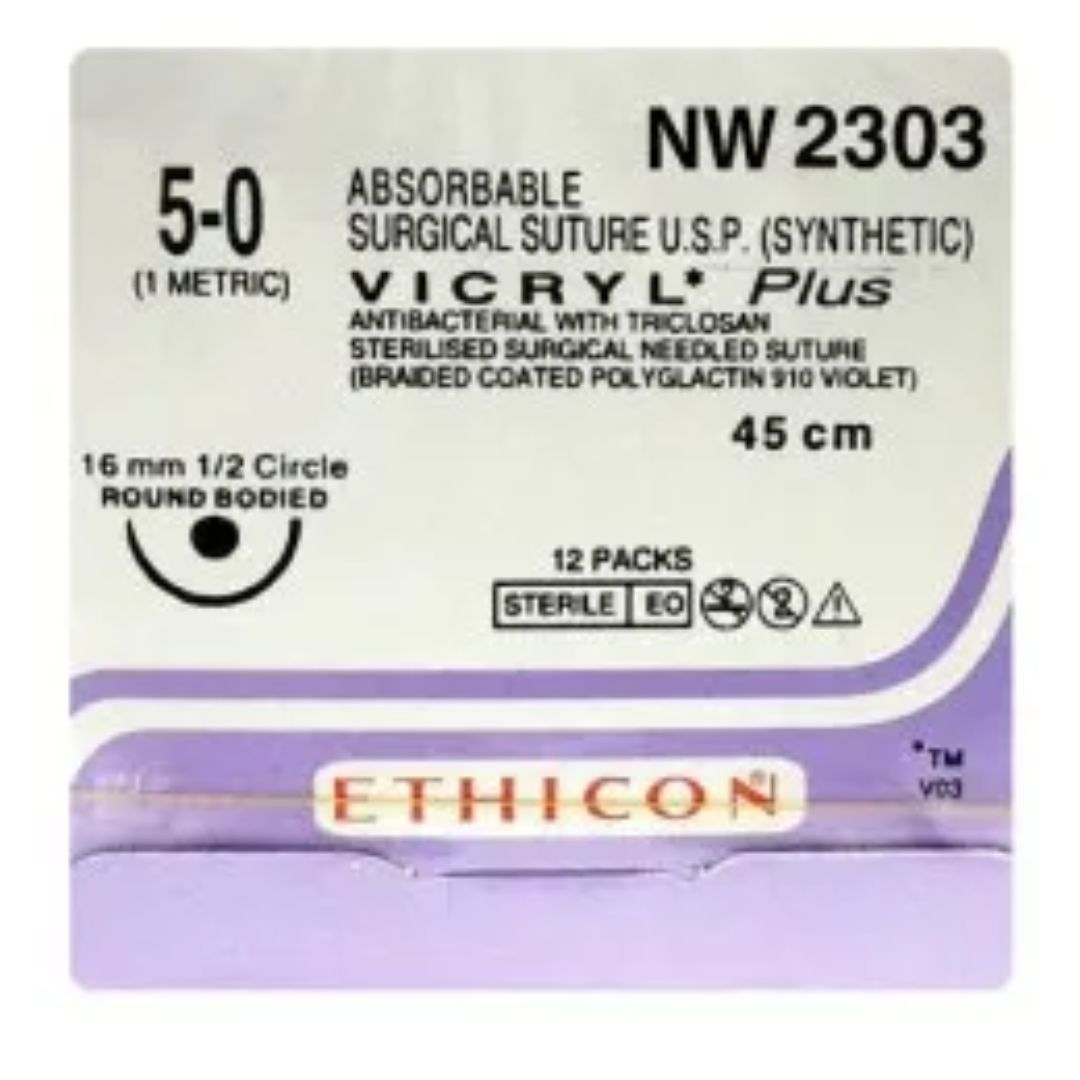 NW 2303
5-0
(1 METRIC)
ABSORBABLE
SURGICAL SUTURE U.S.P. (SYNTHETIC)
VICRYL* Plus
ANTIBACTERIAL WITH TRICLOSAN
STERILISED SURGICAL NEEDLED SUTURE
(BRAIDED COATED POLYGLACTIN 910 VIOLET)
45 cm
16 mm 1/2 Circle
ROUND BODIED
12 PACKS
STERILE EO
*TM
V03
ETHICON®